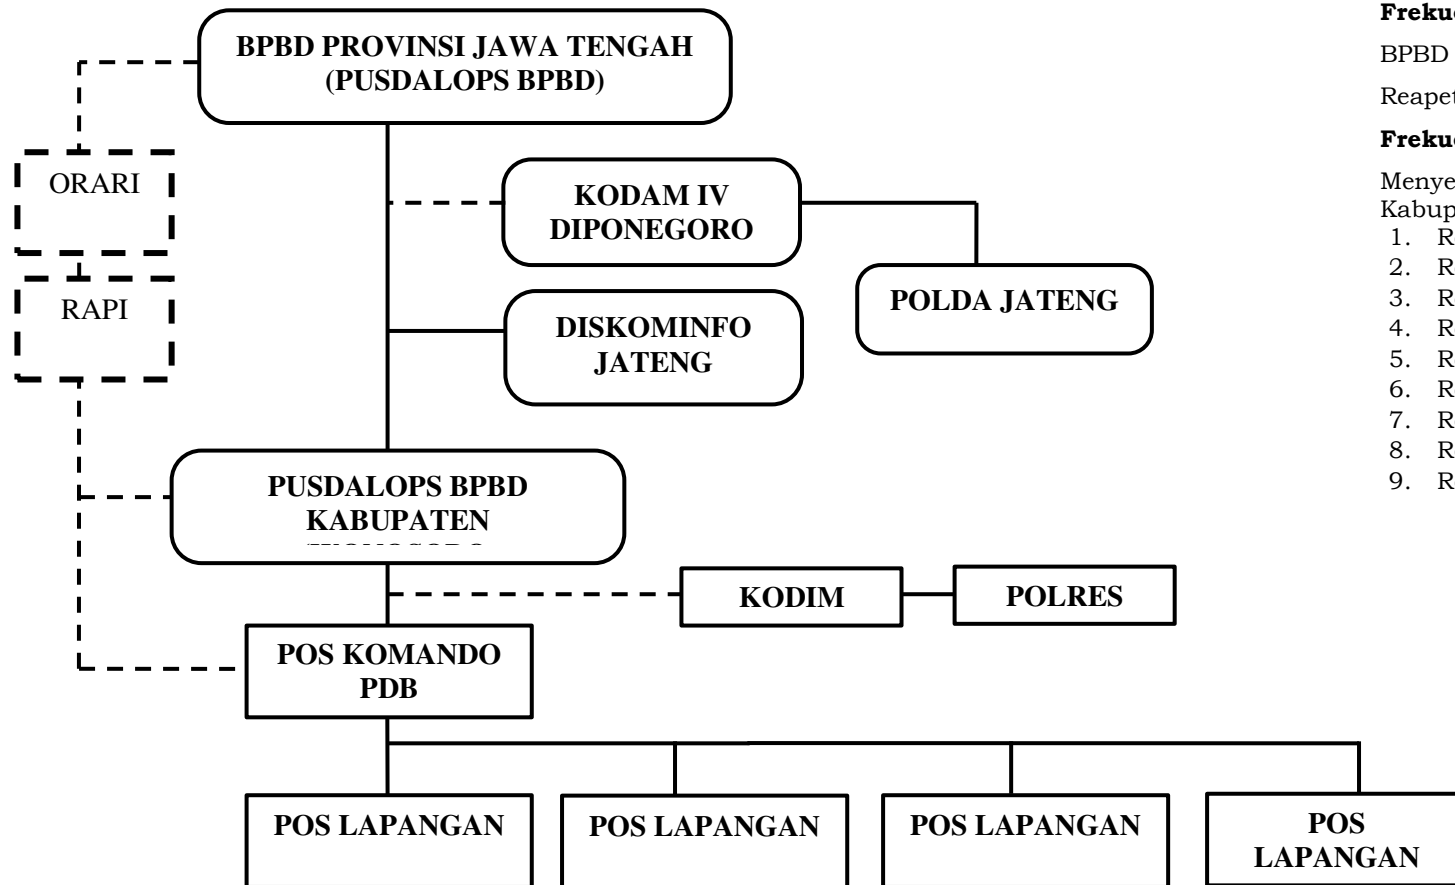 BPBD PROVINSI JAWA TENGAH
(PUSDALOPS BPBD)
ORARI
RAPI
KODAM IV
DIPONEGORO
POLDA JATENG
DISKOMINFO
JATENG
PUSDALOPS BPBD
KABUPATEN
KODIM
POLRES
POS KOMANDO
PDB
POS LAPANGAN
POS LAPANGAN
POS LAPANGAN
POS
LAPANGAN
BPBD
1. R
2. R
3. R
4. R
5. R
6. R
7. R
8. R
9. R